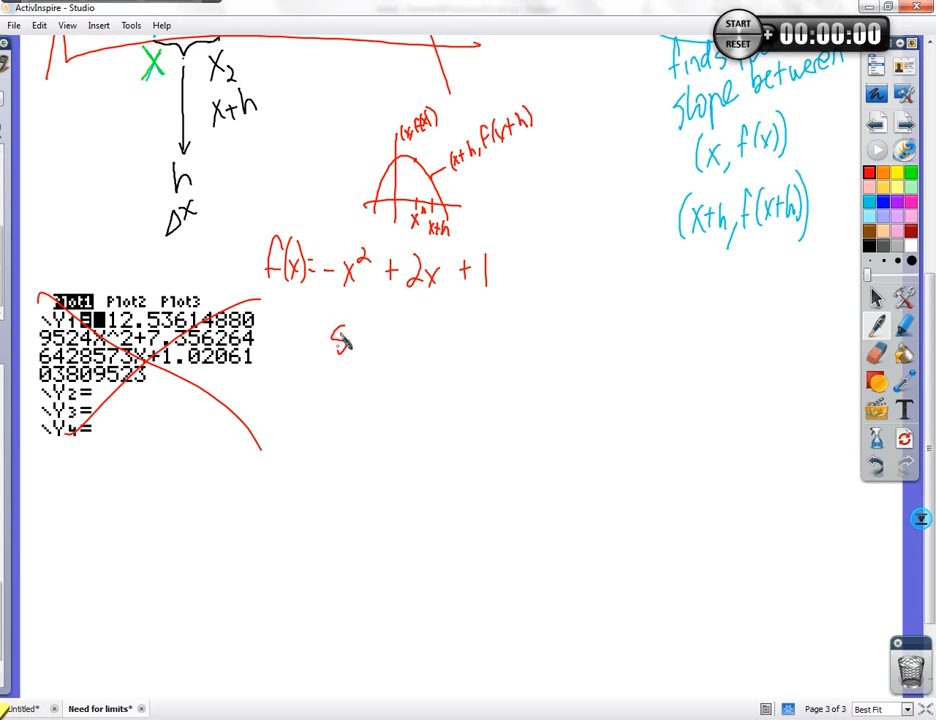 ActivInspire - Studio
File Edit View Insert Tools Help
START
RESET
+ 00:00:00
X
X2
x+h
h
Δx
finds
slope between
(x, f(x))
(x+h, f(x+h))
(x, f(x))
(x+h, f(x+h))
x
h
x+h
f(x)= -x² + 2x + 1
Plot1 Plot2 Plot3
\Y1=12.53614880
9524X^2+7.356264
6428573X+1.02061
03809523
\Y2=
\Y3=
\Y4=
S
T
Untitled* Need for limits* Page 3 of 3 Best Fit